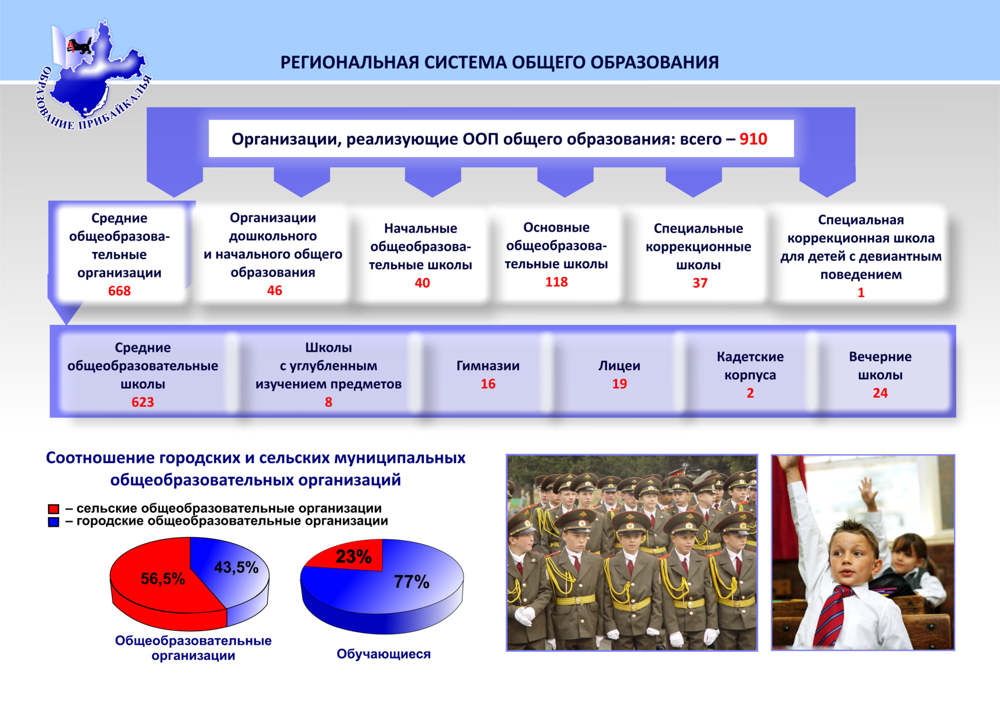 ОБРАЗОВАНИЕ ПРИБАЙКАЛЬЯ
РЕГИОНАЛЬНАЯ СИСТЕМА ОБЩЕГО ОБРАЗОВАНИЯ
Организации, реализующие ООП общего образования: всего – 910
Средние
общеобразова-
тельные
организации
668
Организации
дошкольного
и начального общего
образования
46
Начальные
общеобразова-
тельные школы
40
Основные
общеобразова-
тельные школы
118
Специальные
коррекционные
школы
37
Специальная
коррекционная школа
для детей с девиантным
поведением
1
Средние
общеобразовательные
школы
623
Школы
с углубленным
изучением предметов
8
Гимназии
16
Лицеи
19
Кадетские
корпуса
2
Вечерние
школы
24
Соотношение городских и сельских муниципальных
общеобразовательных организаций
– сельские общеобразовательные организации
– городские общеобразовательные организации
56,5%
43,5%
Общеобразовательные
организации
23%
77%
Обучающиеся